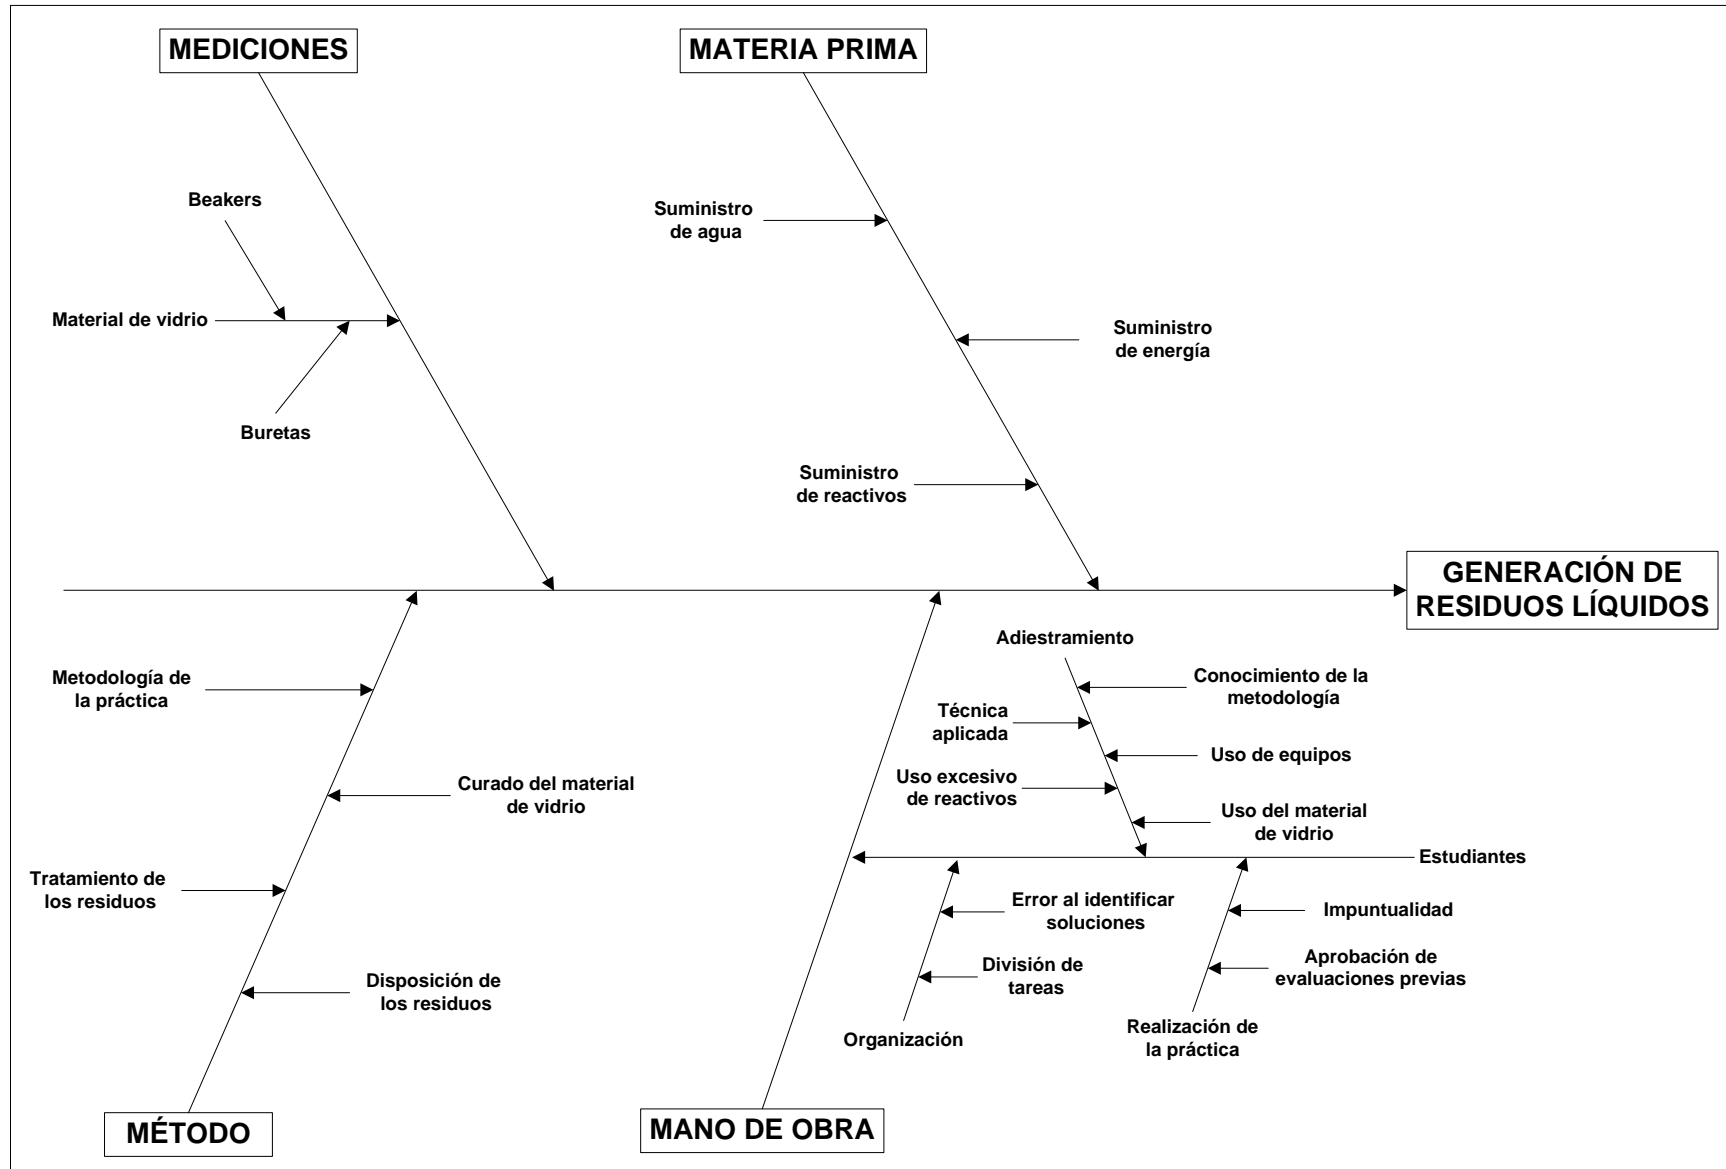 MEDICIONES
MATERIA PRIMA
Beakers
Suministro
de agua
Material de vidrio
Suministro
de energía
Buretas
Suministro
de reactivos
GENERACIÓN DE
RESIDUOS LÍQUIDOS
Adiestramiento
Metodología de
la práctica
Conocimiento de la
metodología
Técnica
aplicada
Uso de equipos
Uso excesivo
de reactivos
Curado del material
de vidrio
Uso del material
de vidrio
Estudiantes
Tratamiento de
los residuos
Error al identificar
soluciones
Impuntualidad
Aprobación de
evaluaciones previas
División de
tareas
Disposición de
los residuos
Organización
Realización de
la práctica
MÉTODO
MANO DE OBRA